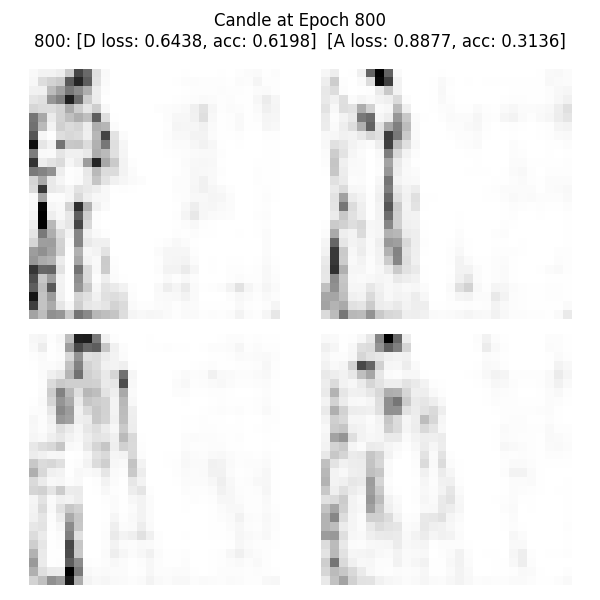 Candle at Epoch 800
800: [D loss: 0.6438, acc: 0.6198]  [A loss: 0.8877, acc: 0.3136]